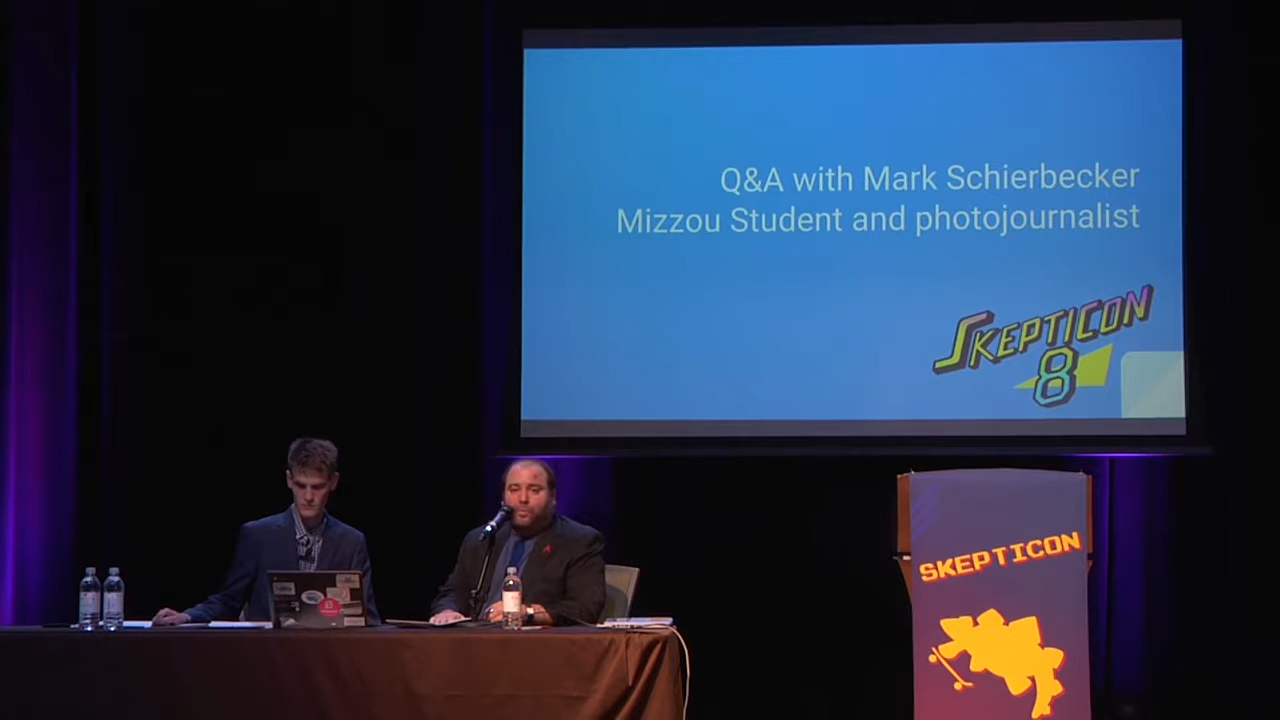 Q&A with Mark Schierbecker
Mizzou Student and photojournalist
SKEPTICON
8
SKEPTICON